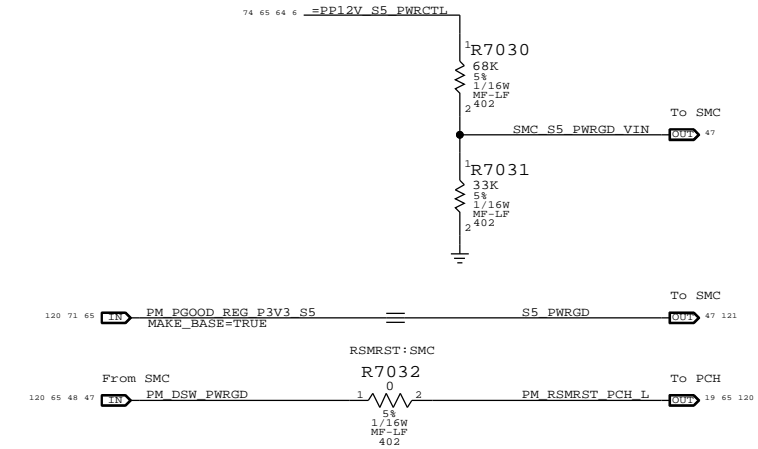 74 65 64 6 =PP12V_S5_PWRCTL
1 R7030
68K
5%
1/16W
MF-LF
2 402
To SMC
SMC_S5_PWRGD_VIN OUT 47
1 R7031
33K
5%
1/16W
MF-LF
2 402
To SMC
120 71 65 IN PM_PGOOD_REG_P3V3_S5 S5_PWRGD OUT 47 121
MAKE_BASE=TRUE
RSMRST:SMC
R7032
From SMC 0 To PCH
120 65 48 47 IN PM_DSW_PWRGD 1 2 PM_RSMRST_PCH_L OUT 19 65 120
5%
1/16W
MF-LF
402